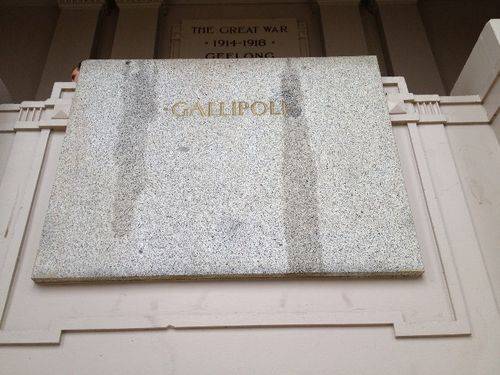 THE GREAT WAR
• 1914-1918 •
GEELONG
GALLIPOLI